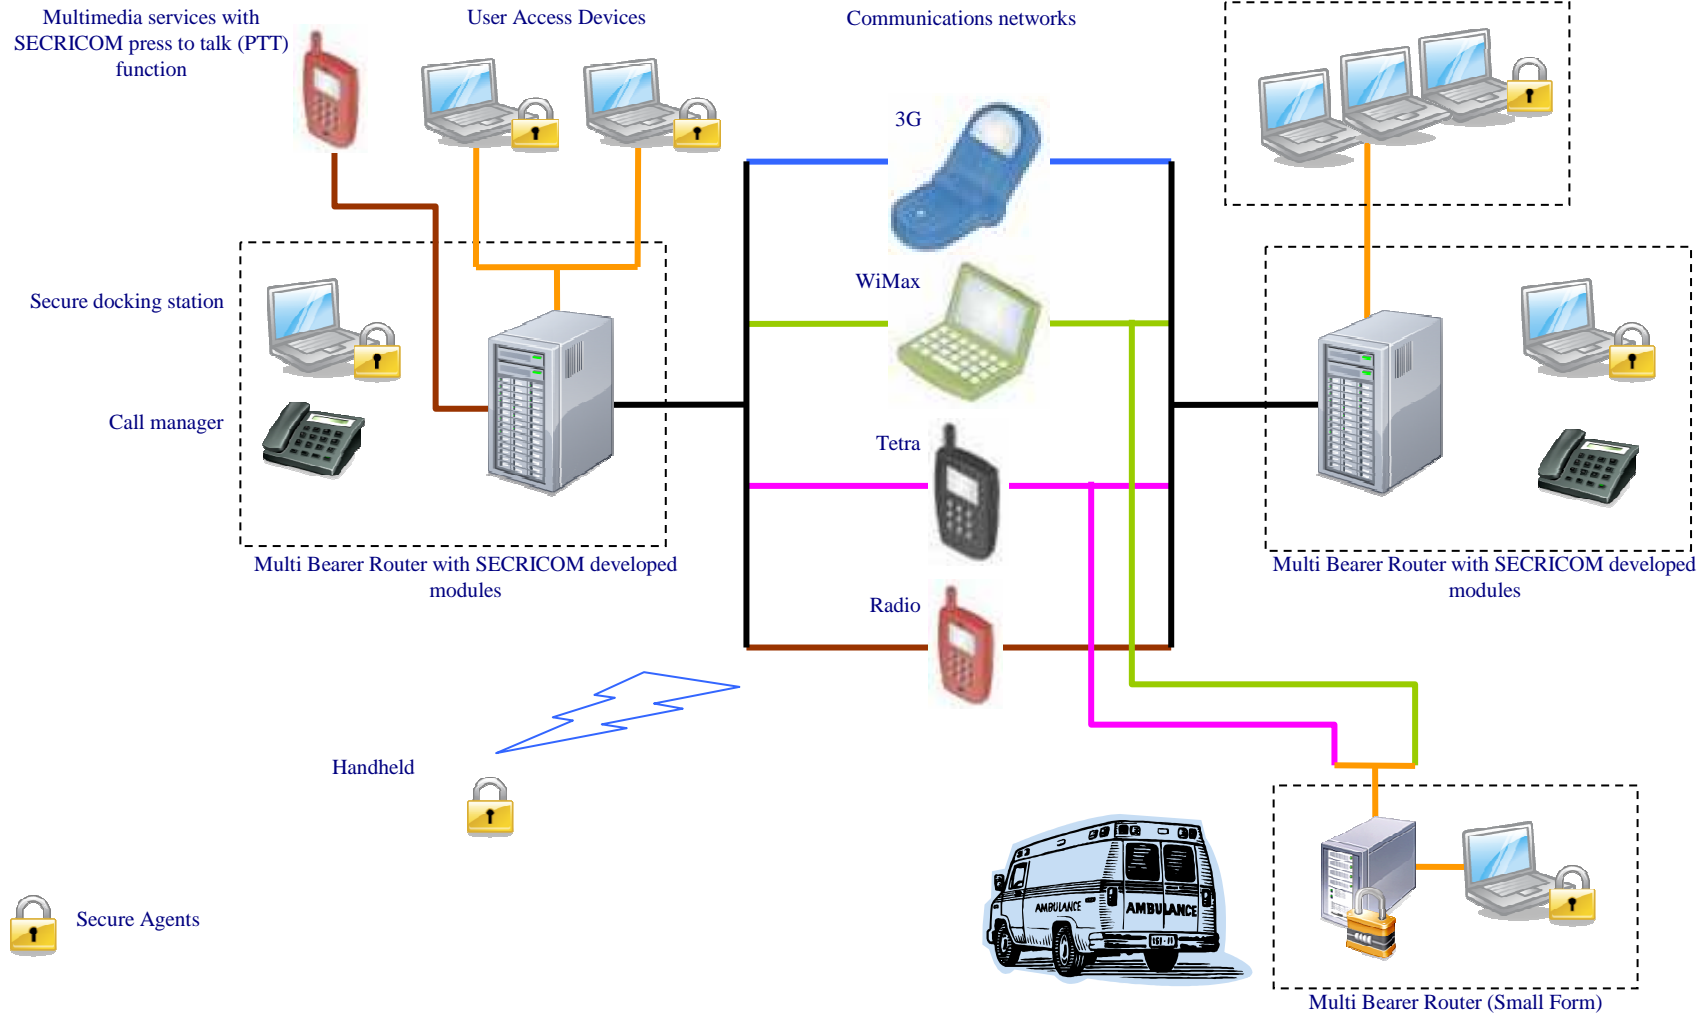 Multimedia services with
SECRICOM press to talk (PTT)
function
User Access Devices
Communications networks
3G
WiMax
Secure docking station
Call manager
Tetra
Multi Bearer Router with SECRICOM developed
modules
Multi Bearer Router with SECRICOM developed
modules
Radio
Handheld
AMBULANCE
AMBULANCE
Secure Agents
Multi Bearer Router (Small Form)